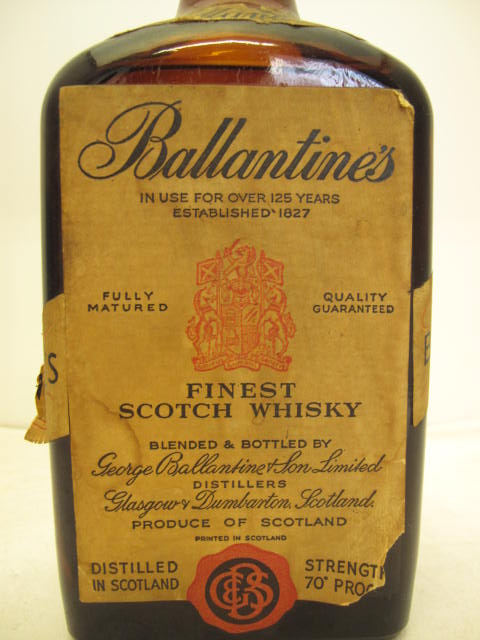 Ballantine's
IN USE FOR OVER 125 YEARS
ESTABLISHED 1827
FULLY
MATURED
QUALITY
GUARANTEED
FINEST
SCOTCH WHISKY
BLENDED & BOTTLED BY
George Ballantine & Son Limited
DISTILLERS
Glasgow & Dumbarton, Scotland.
PRODUCE OF SCOTLAND
PRINTED IN SCOTLAND
DISTILLED
IN SCOTLAND
STRENGTH
70° PROO
GBS
S
E